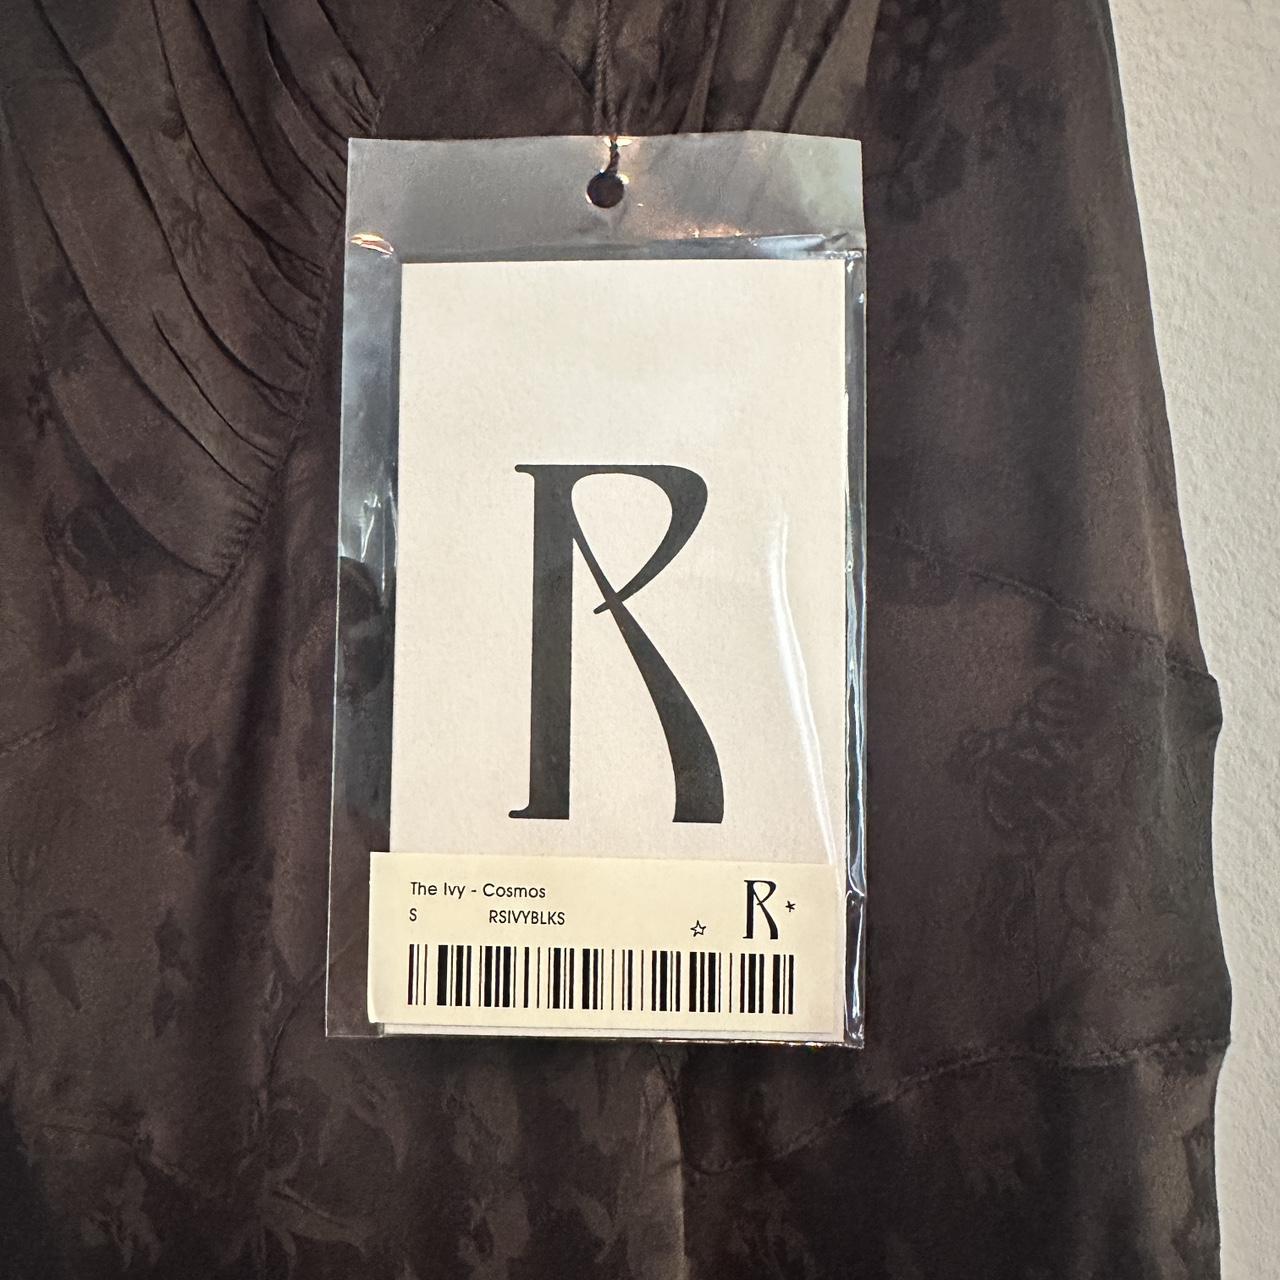 R
The Ivy - Cosmos
S RSIVYBLKS
R